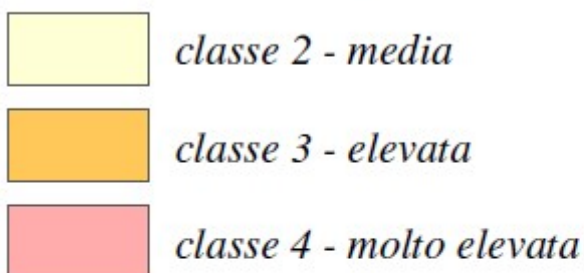 classe 2 - media
classe 3 - elevata
classe 4 - molto elevata